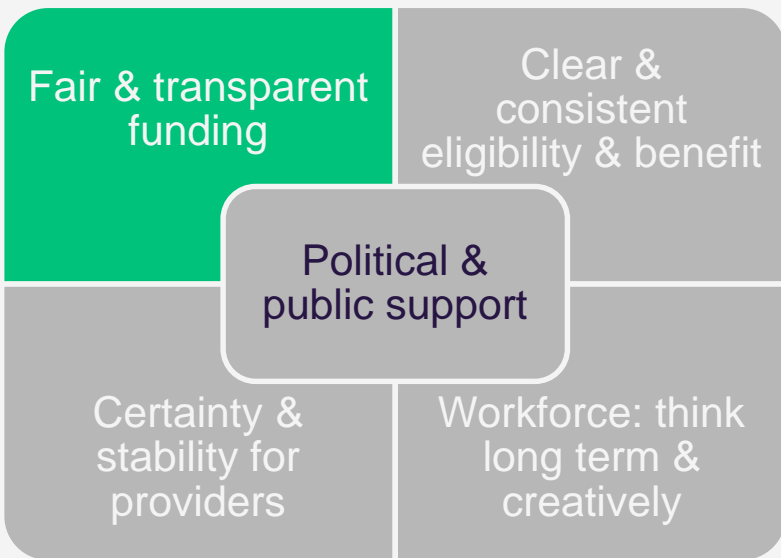 Fair & transparent
funding
Clear &
consistent
eligibility & benefit
Political &
public support
Certainty &
stability for
providers
Workforce: think
long term &
creatively